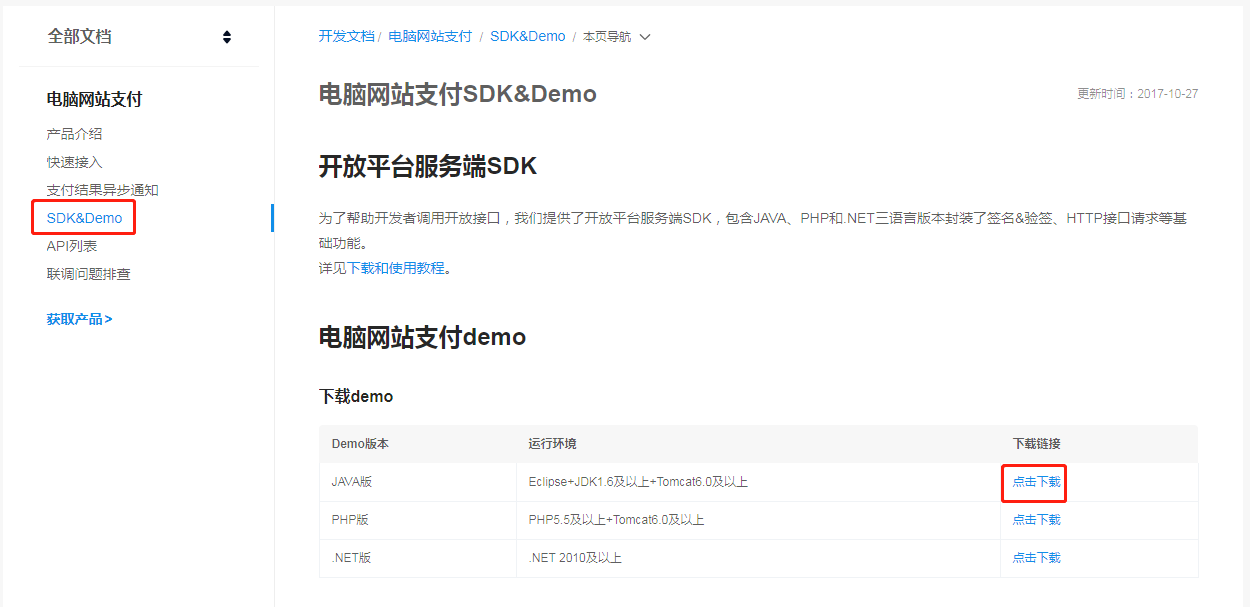 全部文档
开发文档 / 电脑网站支付 / SDK&Demo / 本页导航
电脑网站支付
产品介绍
快速接入
支付结果异步通知
SDK&Demo
API列表
联调问题排查
获取产品>
电脑网站支付SDK&Demo
更新时间：2017-10-27
开放平台服务端SDK
为了帮助开发者调用开放接口，我们提供了开放平台服务端SDK，包含JAVA、PHP和.NET三语言版本封装了签名&验签、HTTP接口请求等基
础功能。
详见下载和使用教程。
电脑网站支付demo
下载demo
Demo版本 运行环境 下载链接
JAVA版 Eclipse+JDK1.6及以上+Tomcat6.0及以上 点击下载
PHP版 PHP5.5及以上+Tomcat6.0及以上 点击下载
.NET版 .NET 2010及以上 点击下载